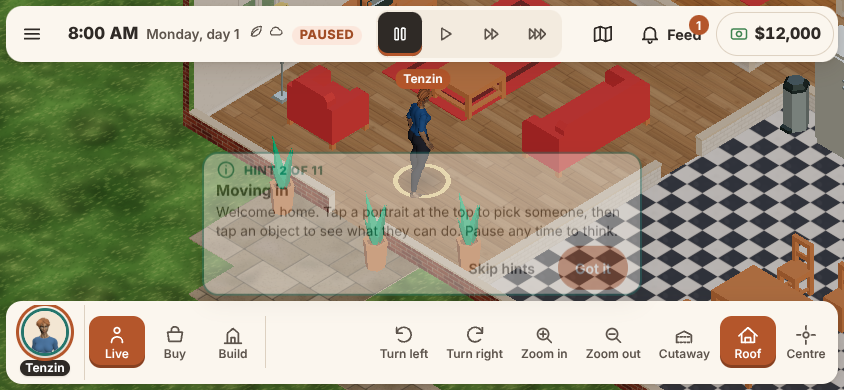 8:00 AM Monday, day 1 PAUSED Feed 1 $12,000
Tenzin
HINT 2 OF 11
Moving in
Welcome home. Tap a portrait at the top to pick someone, then
tap an object to see what they can do. Pause any time to think.
Skip hints Got it
Tenzin
Live Buy Build Turn left Turn right Zoom in Zoom out Cutaway Roof Centre